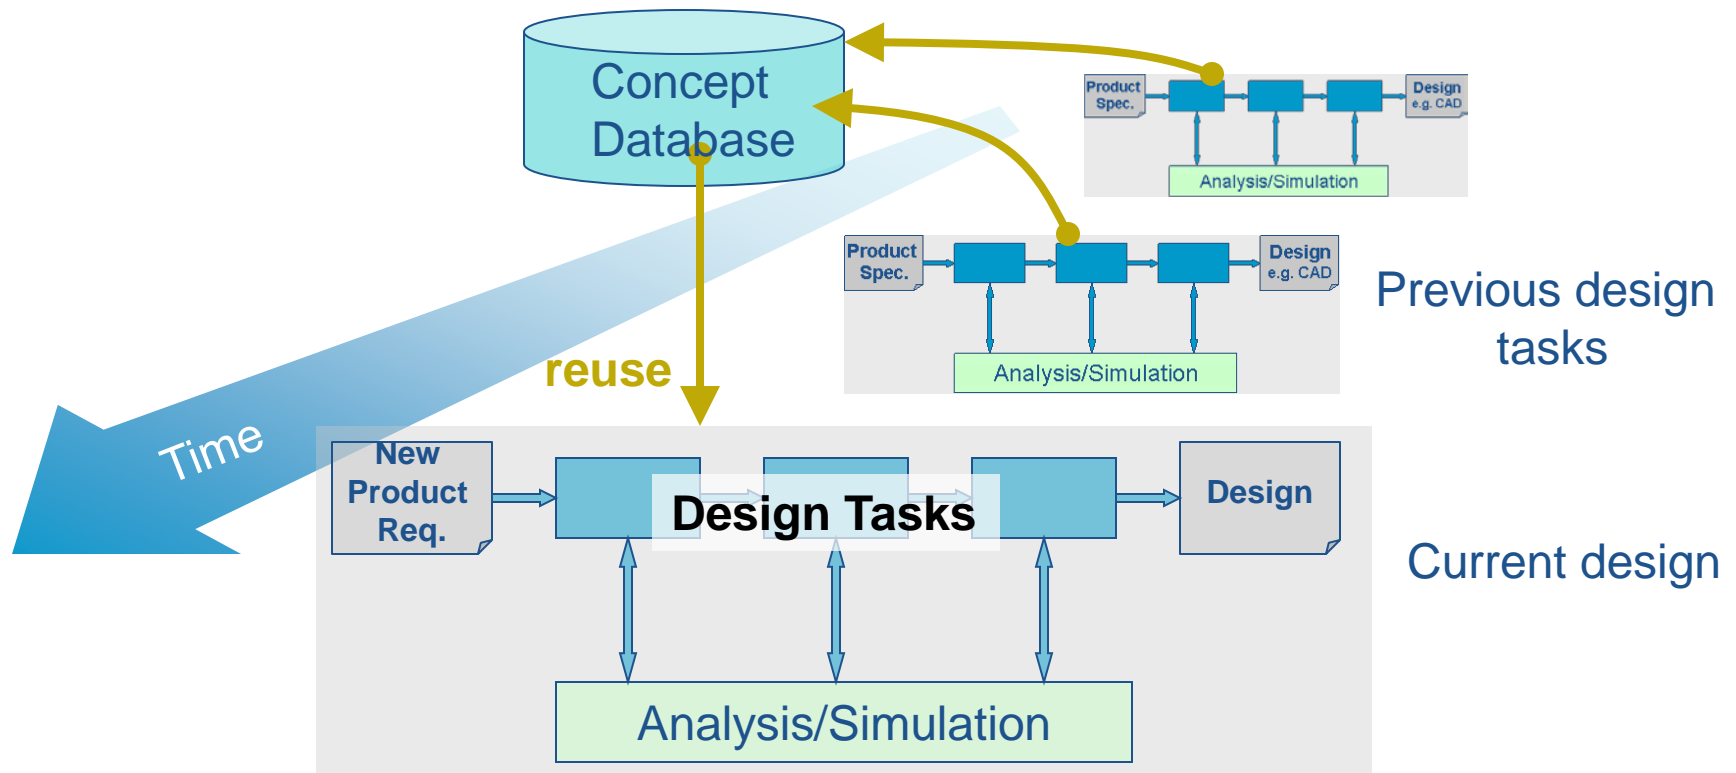 Concept
Database
Product
Spec.
Design
e.g. CAD
Analysis/Simulation
Product
Spec.
Design
e.g. CAD
Analysis/Simulation
Previous design
tasks
reuse
Time
New
Product
Req.
Design Tasks
Design
Current design
Analysis/Simulation